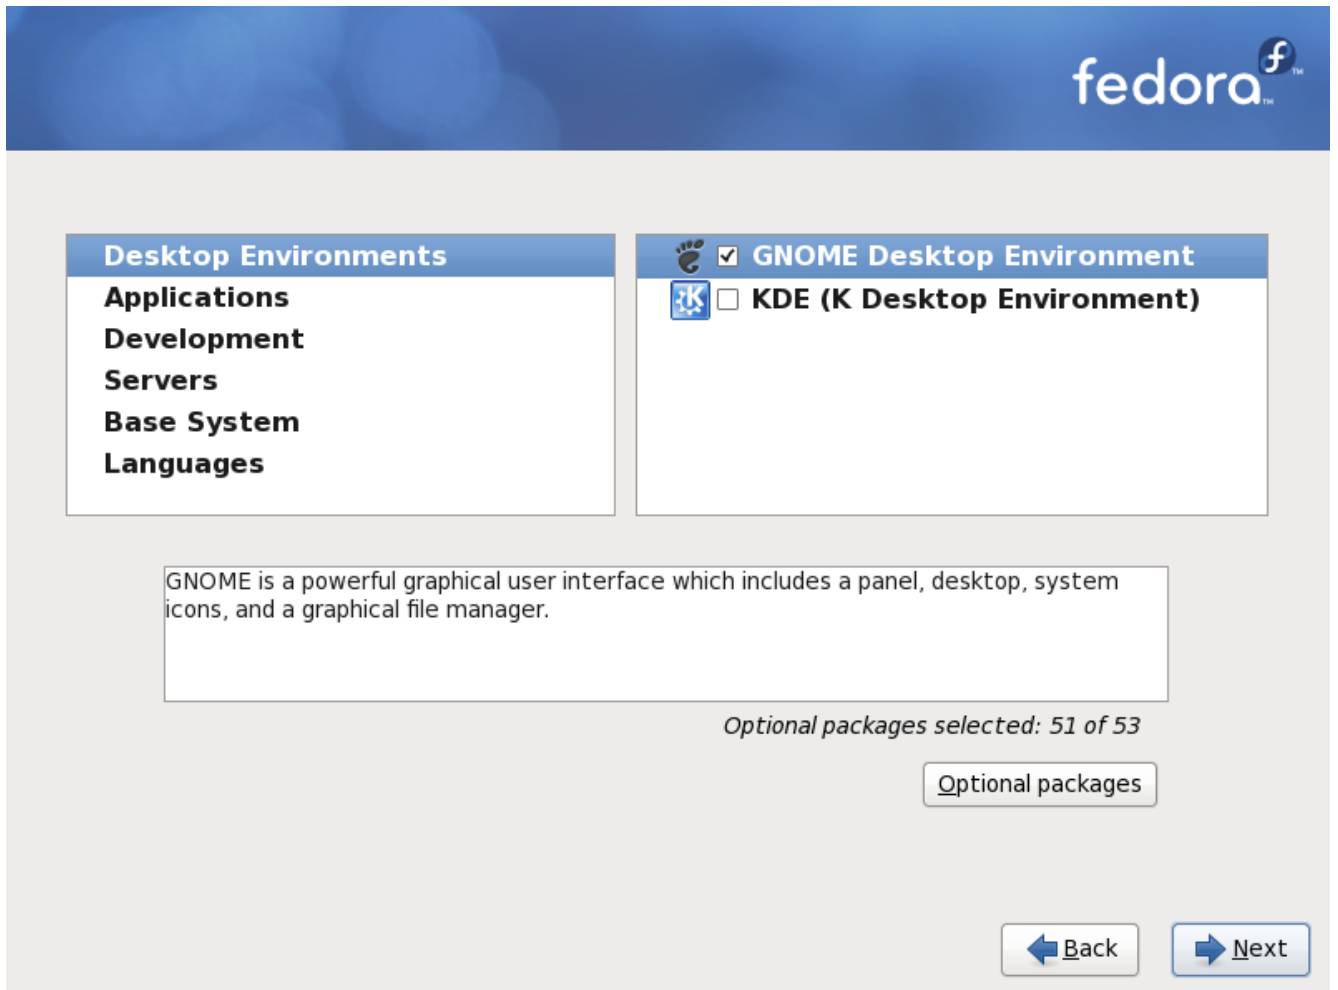 fedora
Desktop Environments
Applications
Development
Servers
Base System
Languages
GNOME Desktop Environment
KDE (K Desktop Environment)
GNOME is a powerful graphical user interface which includes a panel, desktop, system
icons, and a graphical file manager.
Optional packages selected: 51 of 53
Optional packages
Back
Next